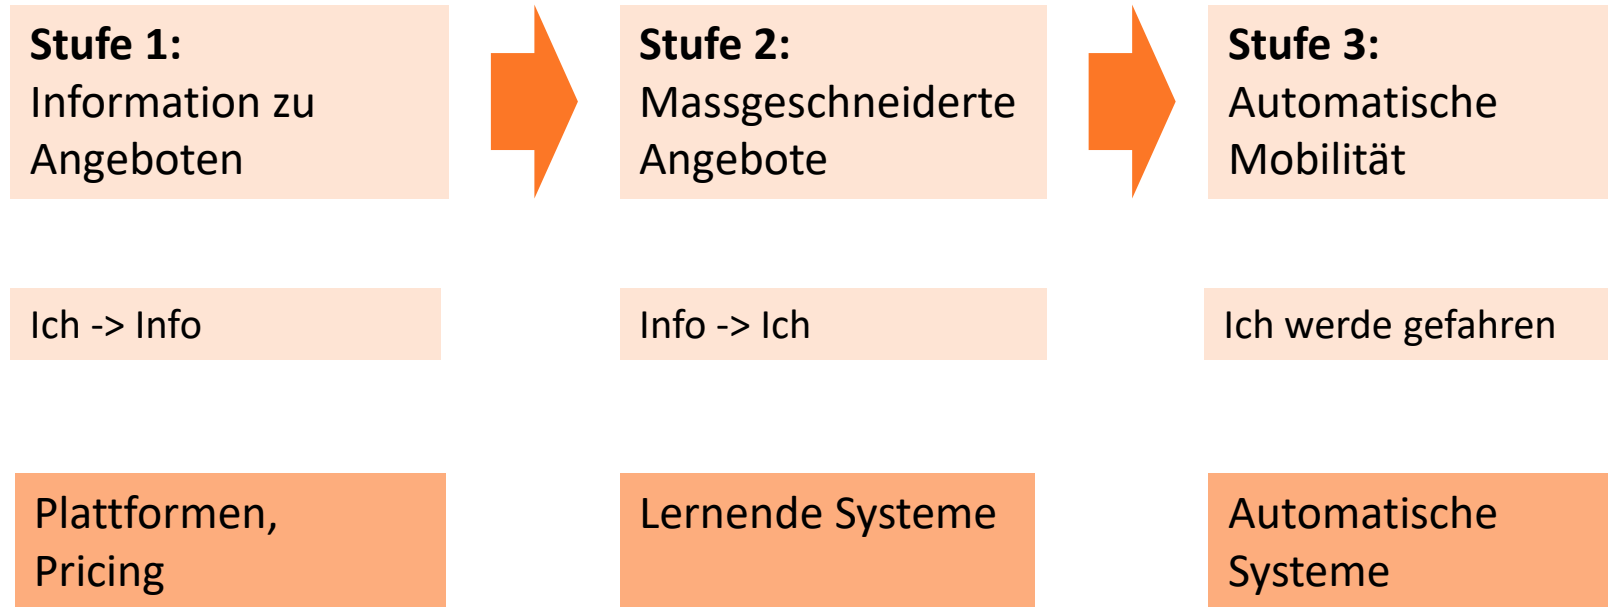 Stufe 1:
Information zu
Angeboten
Stufe 2:
Massgeschneiderte
Angebote
Stufe 3:
Automatische
Mobilität
Ich -> Info
Info -> Ich
Ich werde gefahren
Plattformen,
Pricing
Lernende Systeme
Automatische
Systeme